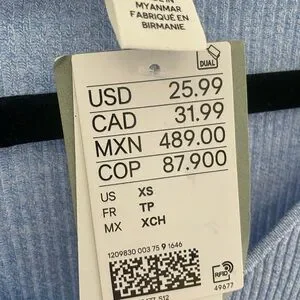 MYANMAR
FABRIQUÉ EN
BIRMANIE
DUAL
USD 25.99
CAD 31.99
MXN 489.00
COP 87.900
US XS
FR TP
MX XCH
1209830 003 75 9 1646
RFID
49677